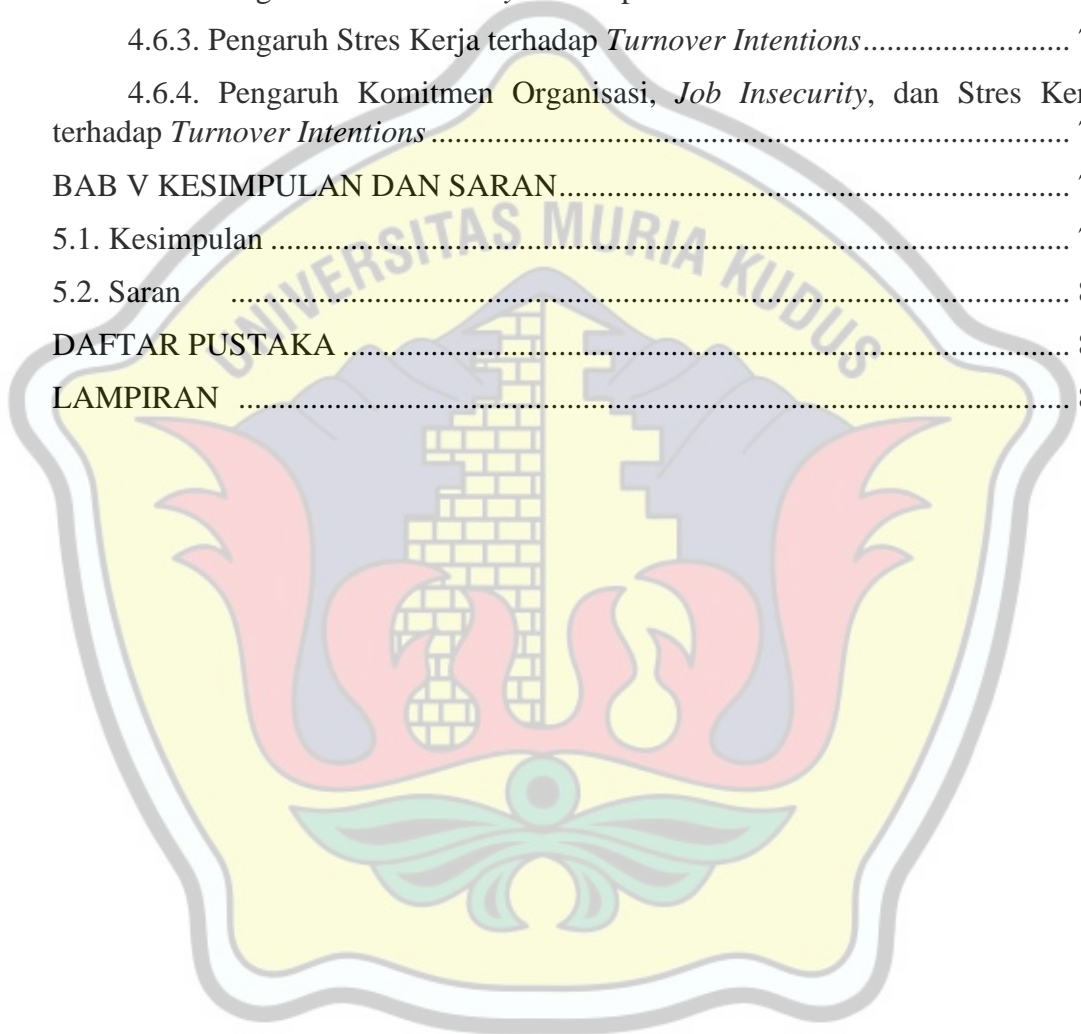 4.6.3. Pengaruh Stres Kerja terhadap Turnover Intentions
4.6.4. Pengaruh Komitmen Organisasi, Job Insecurity, dan Stres
terhadap Turnover Intentions
BAB V KESIMPULAN DAN SARAN
5.1. Kesimpulan
5.2. Saran
DAFTAR PUSTAKA
LAMPIRAN
UNIVERSITAS MURIA KUDUS